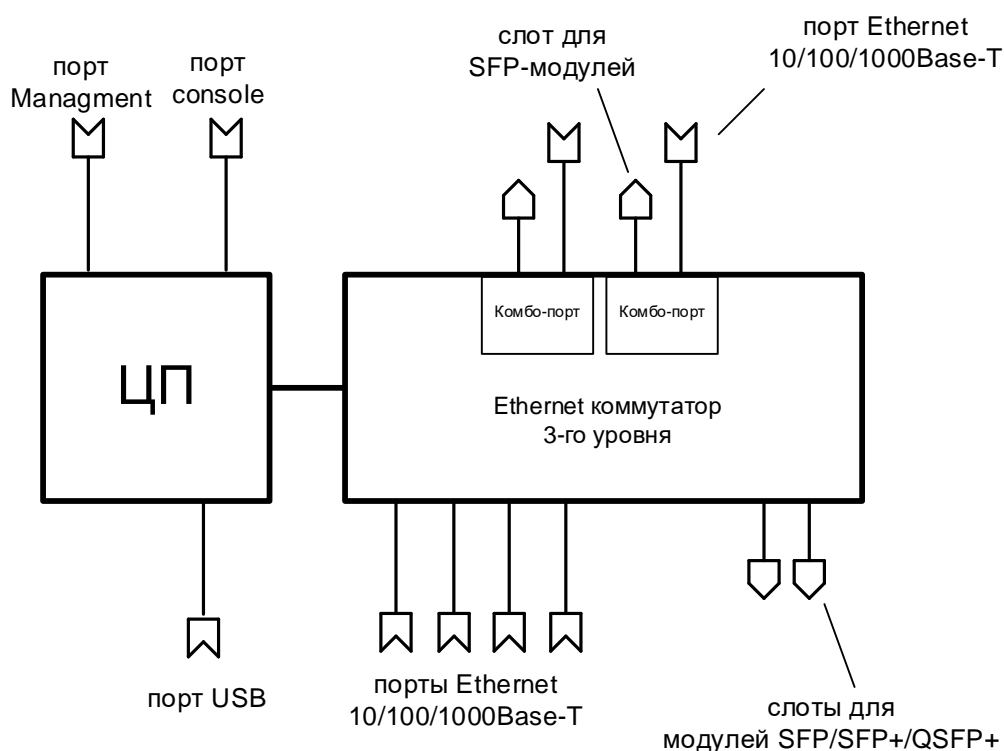 порт
Managment
порт
console
слот для
SFP-модулей
порт Ethernet
10/100/1000Base-T
Комбо-порт
Комбо-порт
ЦП
Ethernet коммутатор
3-го уровня
порт USB
порты Ethernet
10/100/1000Base-T
слоты для
модулей SFP/SFP+/QSFP+